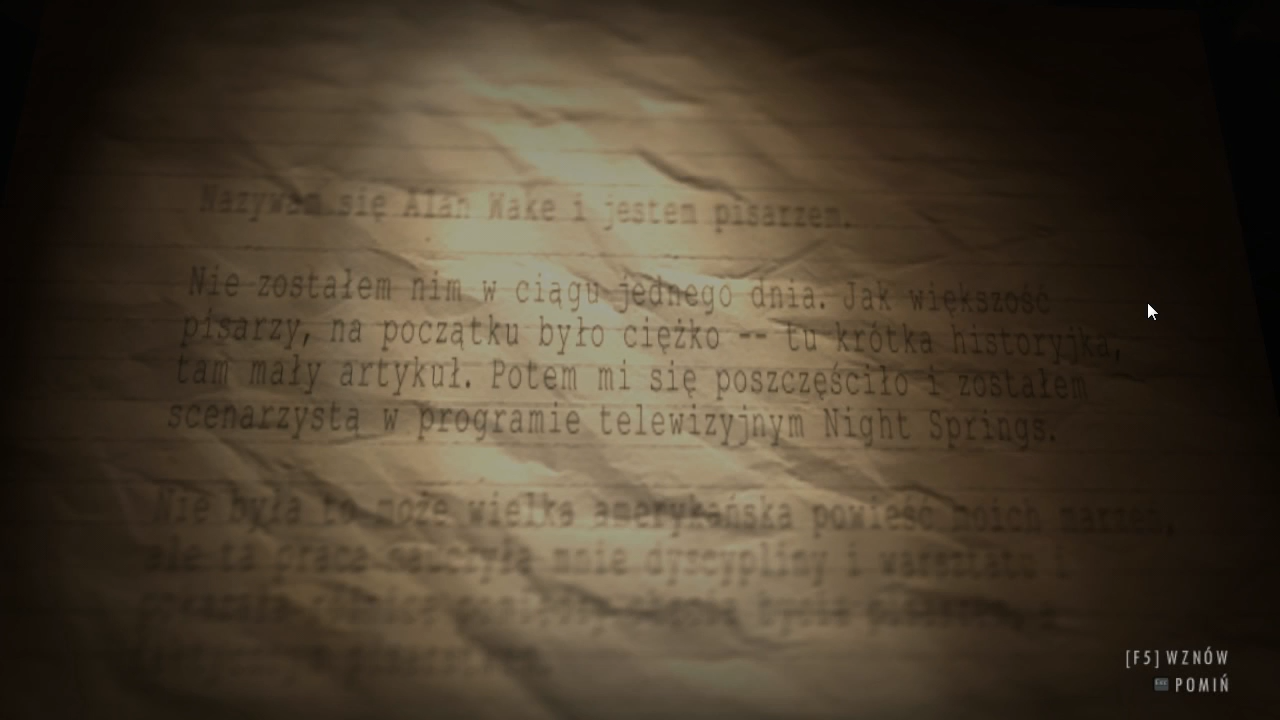 Nazywam się Alan Wake i jestem pisarzem.
Nie zostałem nim w ciągu jednego dnia. Jak większość
pisarzy, na początku było ciężko -- tu krótka historyjka,
tam mały artykuł. Potem mi się poszczęściło i zostałem
scenarzystą w programie telewizyjnym Night Springs.
Nie była to może wielka amerykańska powieść moich marzeń,
ale ta praca nauczyła mnie dyscypliny i warsztatu i
[F5] WZNÓW
POMIŃ